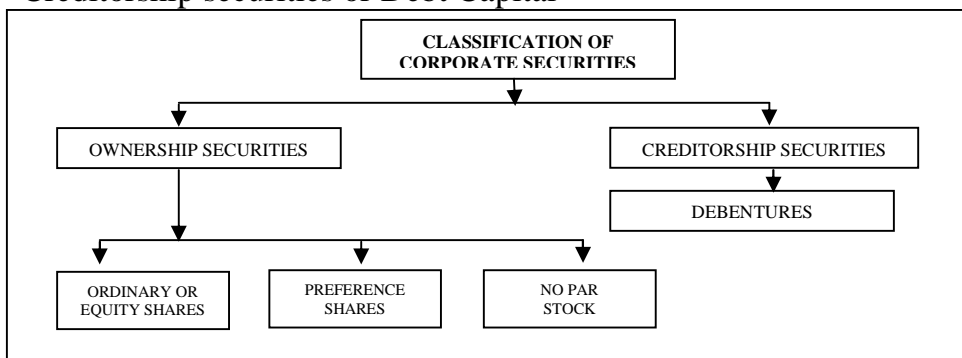 Creditorship securities or Debt Capital
CLASSIFICATION OF
CORPORATE SECURITIES
OWNERSHIP SECURITIES
CREDITORSHIP SECURITIES
DEBENTURES
ORDINARY OR
EQUITY SHARES
PREFERENCE
SHARES
NO PAR
STOCK